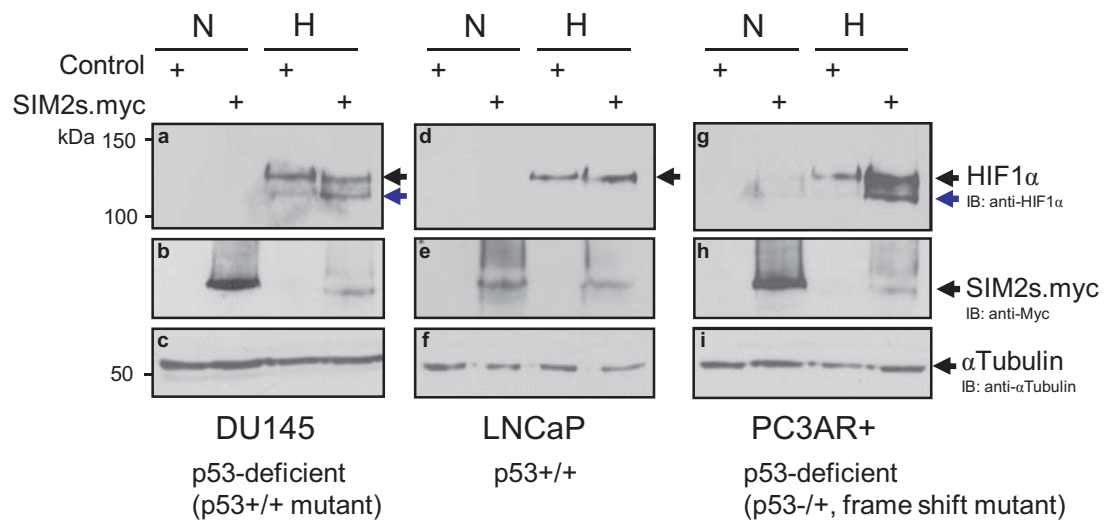 N H N H N H
Control + + + + + +
SIM2s.myc + + + + + +
kDa 150
100
50
a d g
HIF1α
IB: anti-HIF1α
b e h
SIM2s.myc
IB: anti-Myc
c f i
αTubulin
IB: anti-αTubulin
DU145 LNCaP PC3AR+
p53-deficient p53+/+ p53-deficient
(p53+/+ mutant) (p53-/+, frame shift mutant)